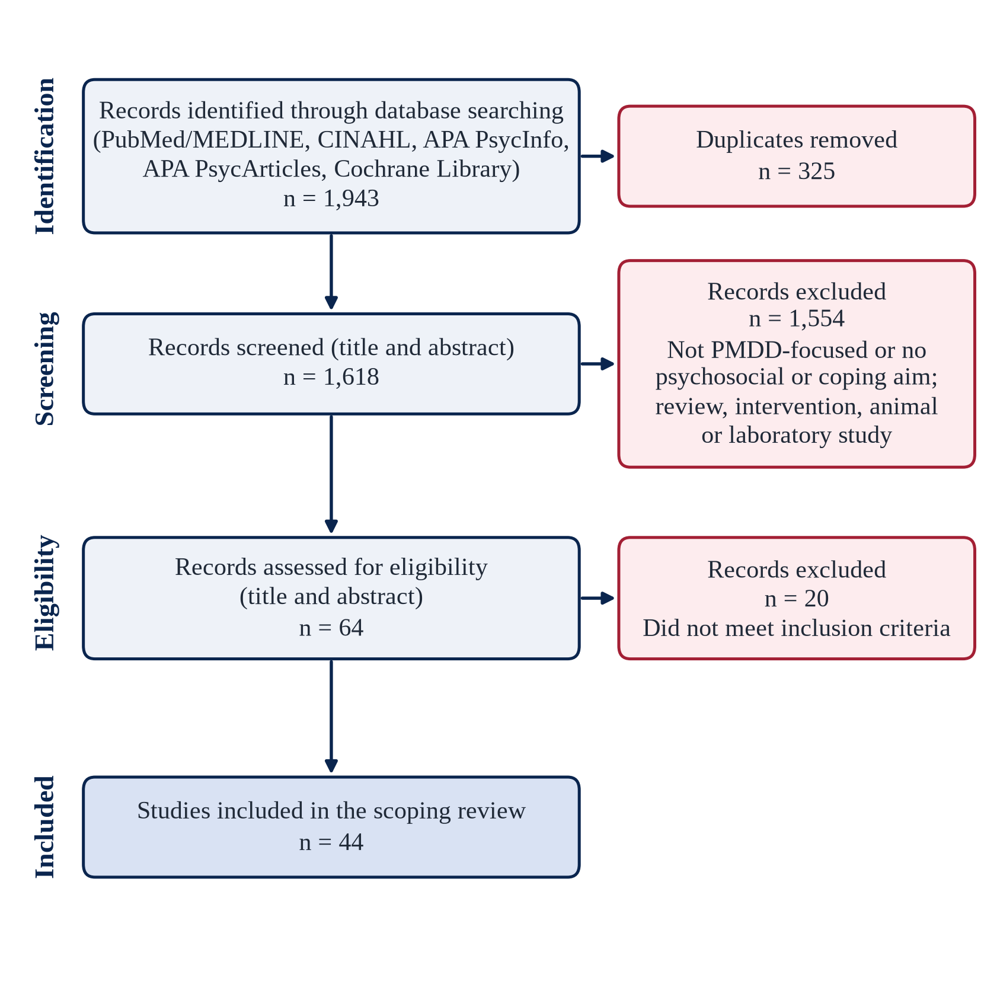 Identification
Records identified through database searching
(PubMed/MEDLINE, CINAHL, APA PsycInfo,
APA PsycArticles, Cochrane Library)
n = 1,943
Duplicates removed
n = 325
Screening
Records screened (title and abstract)
n = 1,618
Records excluded
n = 1,554
Not PMDD-focused or no
psychosocial or coping aim;
review, intervention, animal
or laboratory study
Eligibility
Records assessed for eligibility
(title and abstract)
n = 64
Records excluded
n = 20
Did not meet inclusion criteria
Included
Studies included in the scoping review
n = 44